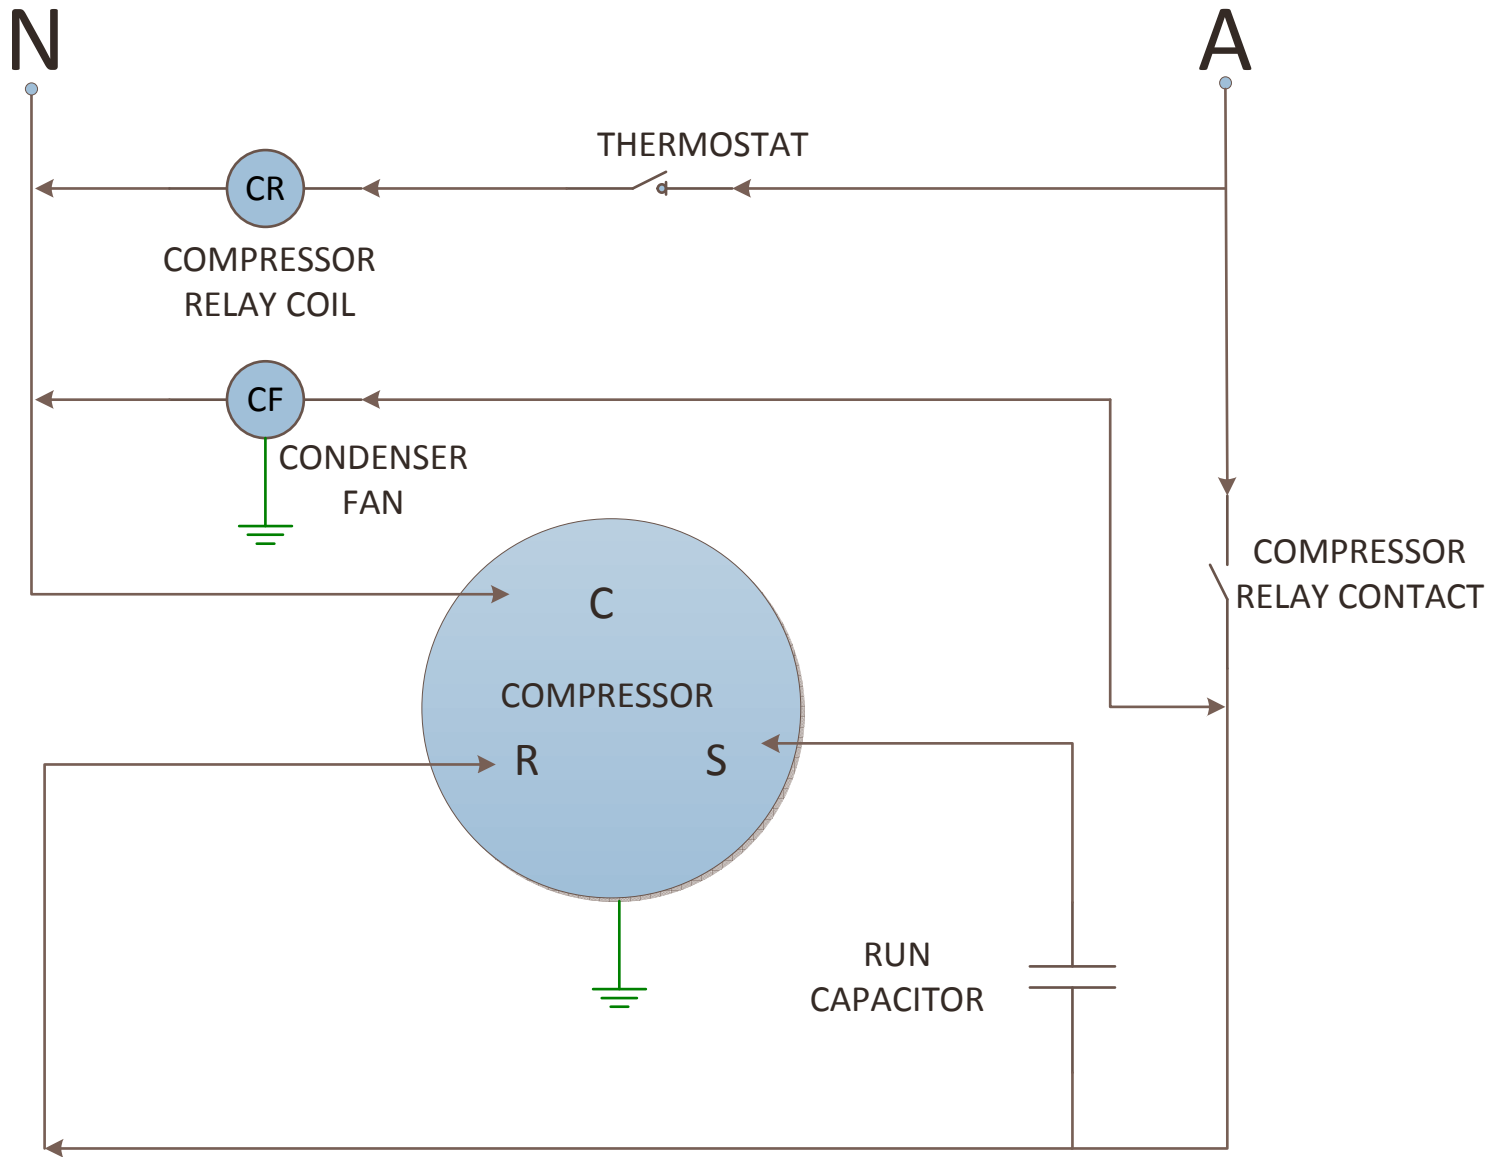 N
A
THERMOSTAT
CR
COMPRESSOR
RELAY COIL
CF
CONDENSER
FAN
COMPRESSOR
RELAY CONTACT
C
COMPRESSOR
R
S
RUN
CAPACITOR